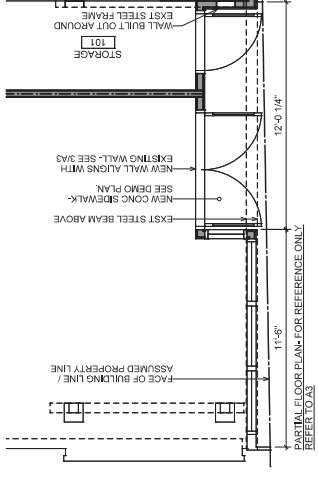 WALL BUILT OUT AROUND
EXST STEEL FRAME
STORAGE
101
NEW WALL ALIGNS WITH
EXISTING WALL- SEE 3/A3
NEW CONC SIDEWALK-
SEE DEMO PLAN.
EXST STEEL BEAM ABOVE
FACE OF BUILDING LINE /
ASSUMED PROPERTY LINE
12'-0 1/4"
11'-6"
PARTIAL FLOOR PLAN- FOR REFERENCE ONLY
REFER TO A3